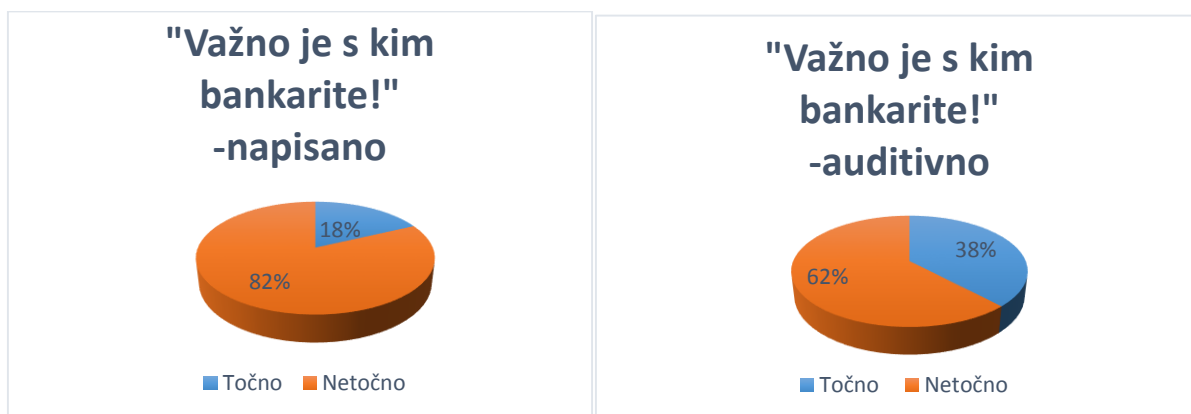 "Važno je s kim
bankarite!"
-napisano
18%
82%
Točno Netočno
"Važno je s kim
bankarite!"
-auditivno
38%
62%
Točno Netočno